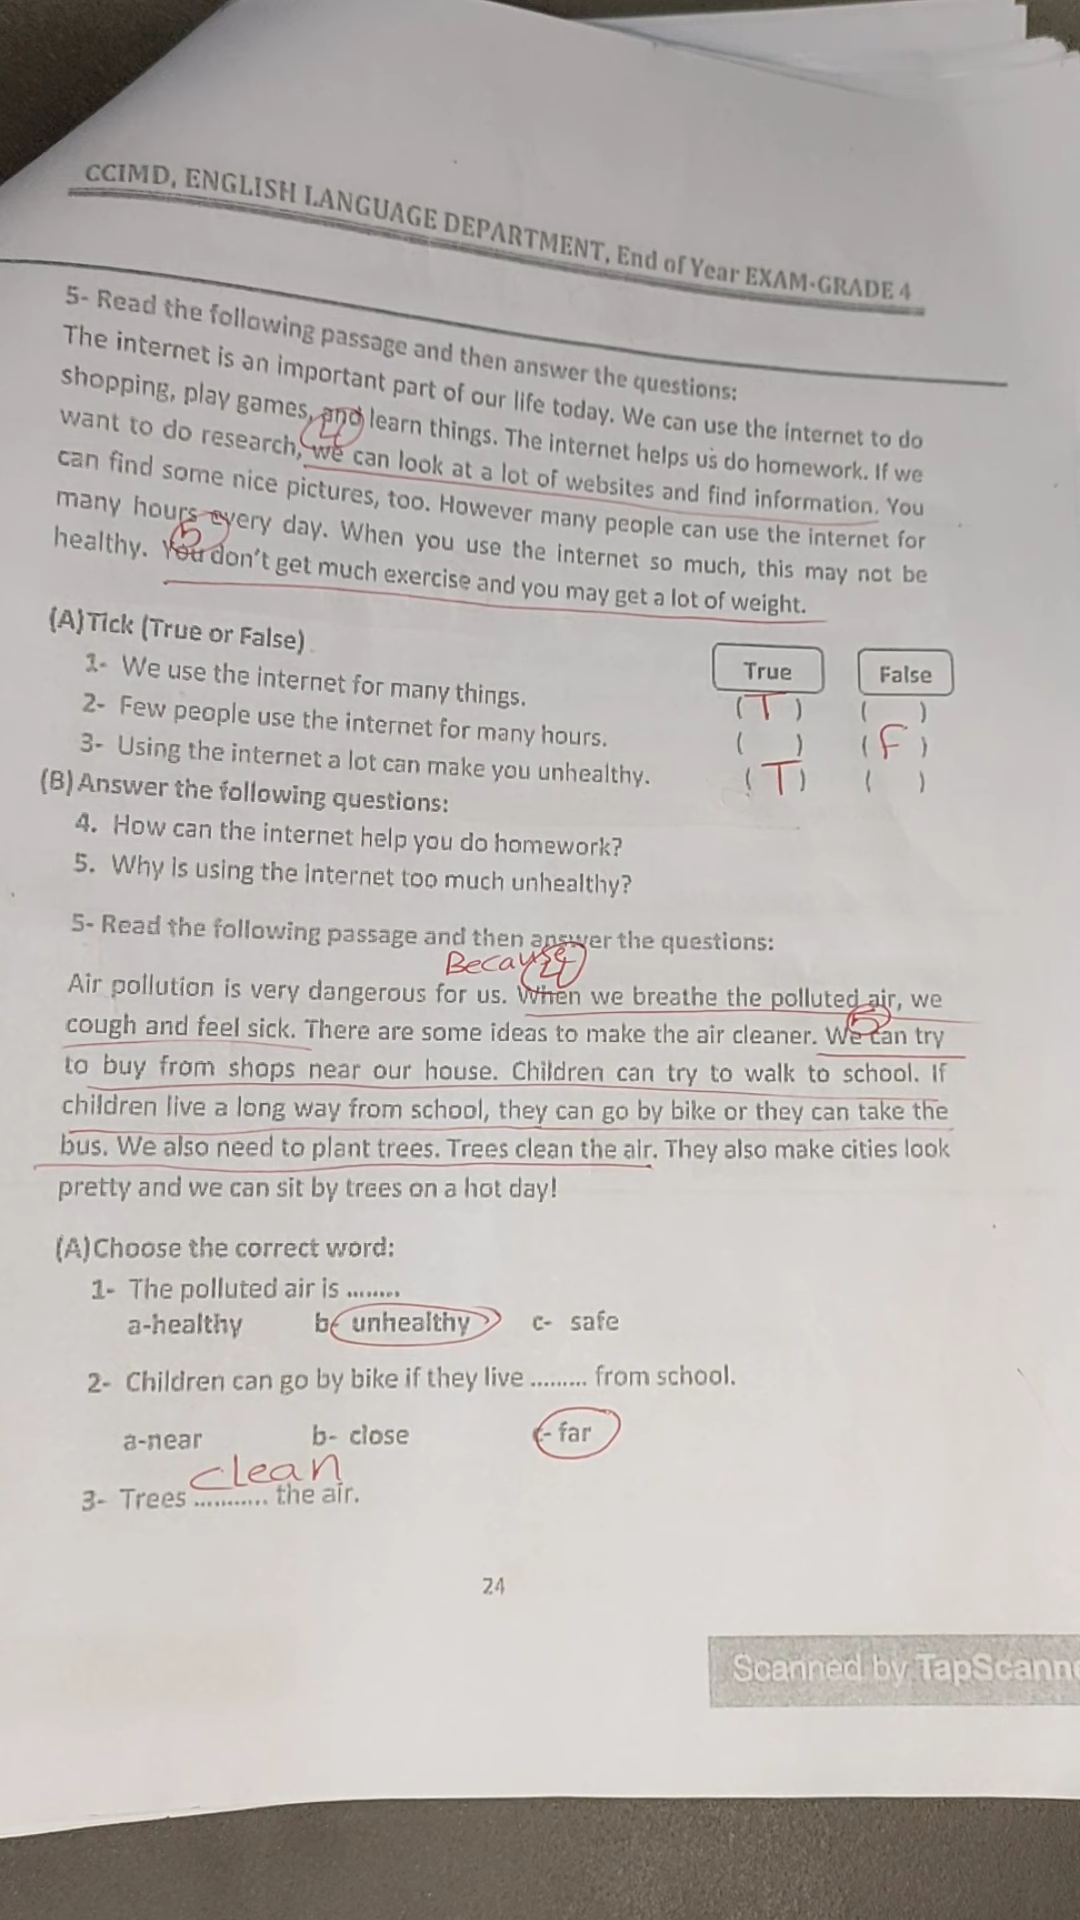 CCIMD, ENGLISH LANGUAGE DEPARTMENT, End of Year EXAM-GRADE 4
5- Read the following passage and then answer the questions:
The internet is an important part of our life today. We can use the internet to do
shopping, play games, and learn things. The internet helps us do homework. If we
4
want to do research, we can look at a lot of websites and find information. You
can find some nice pictures, too. However many people can use the internet for
many hours every day. When you use the internet so much, this may not be
5
healthy. You don't get much exercise and you may get a lot of weight.
(A)Tick (True or False)
True False
1- We use the internet for many things. ( T ) ( )
2- Few people use the internet for many hours. ( ) ( F )
3- Using the internet a lot can make you unhealthy. ( T ) ( )
(B)Answer the following questions:
4. How can the internet help you do homework?
5. Why is using the internet too much unhealthy?
5- Read the following passage and then answer the questions:
Because 4
Air pollution is very dangerous for us. When we breathe the polluted air, we
5
cough and feel sick. There are some ideas to make the air cleaner. We can try
to buy from shops near our house. Children can try to walk to school. If
children live a long way from school, they can go by bike or they can take the
bus. We also need to plant trees. Trees clean the air. They also make cities look
pretty and we can sit by trees on a hot day!
(A)Choose the correct word:
1- The polluted air is ........
a-healthy b- unhealthy c- safe
2- Children can go by bike if they live ......... from school.
a-near b- close c- far
clean
3- Trees ........... the air.
24
Scanned by TapScanne